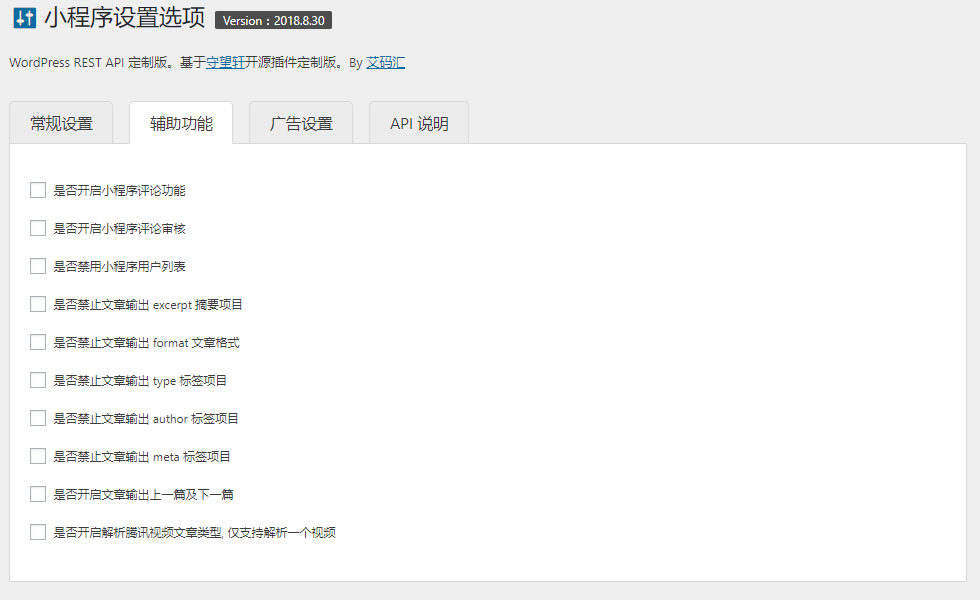 小程序设置选项 Version：2018.8.30
WordPress REST API 定制版。基于守望轩开源插件定制版。By 艾码汇
常规设置 辅助功能 广告设置 API 说明
是否开启小程序评论功能
是否开启小程序评论审核
是否禁用小程序用户列表
是否禁止文章输出 excerpt 摘要项目
是否禁止文章输出 format 文章格式
是否禁止文章输出 type 标签项目
是否禁止文章输出 author 标签项目
是否禁止文章输出 meta 标签项目
是否开启文章输出上一篇及下一篇
是否开启解析腾讯视频文章类型, 仅支持解析一个视频